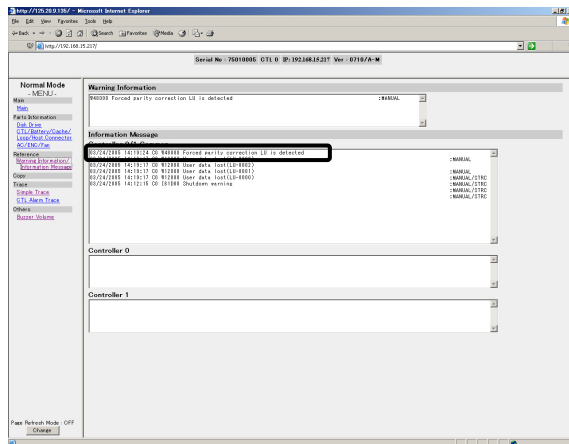 http://125.20.9.135/ - Microsoft Internet Explorer
File Edit View Favorites Tools Help
Back Search Favorites Media
http://192.168.15.217/
Serial No : 75010005 CTL 0 IP: 192.168.15.217 Ver : 0710/A-M
Normal Mode
- MENU -
Main
Main
Parts Information
Disk Drive
CTL/Battery/Cache/
Loop/Host Connector
AC/ENC/Fan
Reference
Warning Information/
Information Message
Copy
Trace
Simple Trace
CTL Alarm Trace
Others
Buzzer Volume
Page Refresh Mode : OFF
Change
Warning Information
W40000 Forced parity correction LU is detected :MANUAL
Information Message
03/24/2005 14:19:24 C0 W40000 Forced parity correction LU is detected
:MANUAL
03/24/2005 14:19:17 C0 W12000 User data lost(LU-0002)
03/24/2005 14:19:17 C0 W12000 User data lost(LU-0001) :MANUAL
03/24/2005 14:19:17 C0 W12000 User data lost(LU-0000) :MANUAL/STRC
03/24/2005 14:12:15 C0 I81D00 Shutdown warning :MANUAL/STRC
:MANUAL/STRC
:MANUAL/STRC
Controller 0
Controller 1